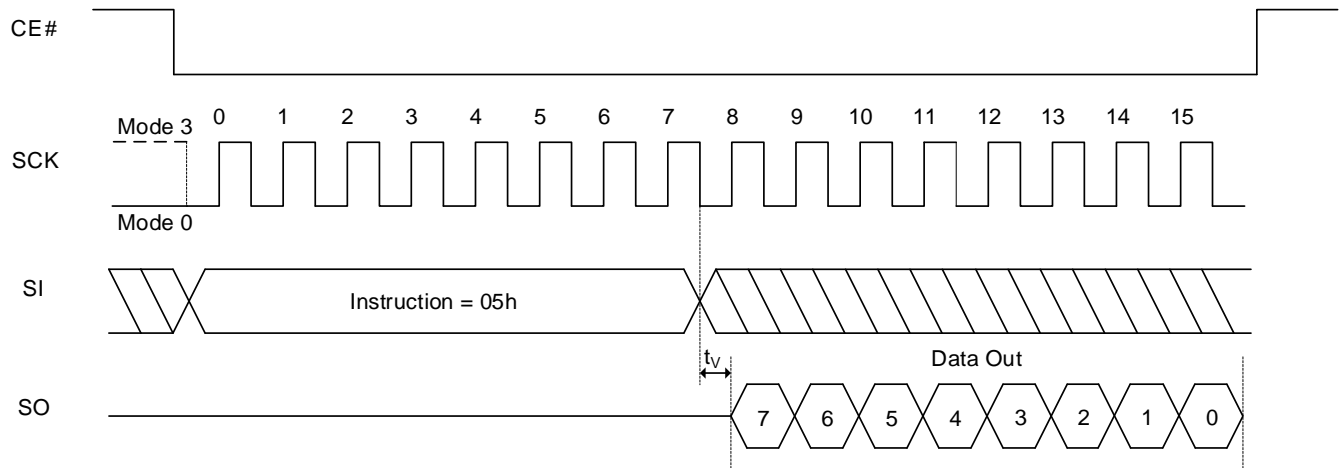 CE#
0 1 2 3 4 5 6 7 8 9 10 11 12 13 14 15
Mode 3
SCK
Mode 0
SI
Instruction = 05h
tV
Data Out
SO
7 6 5 4 3 2 1 0